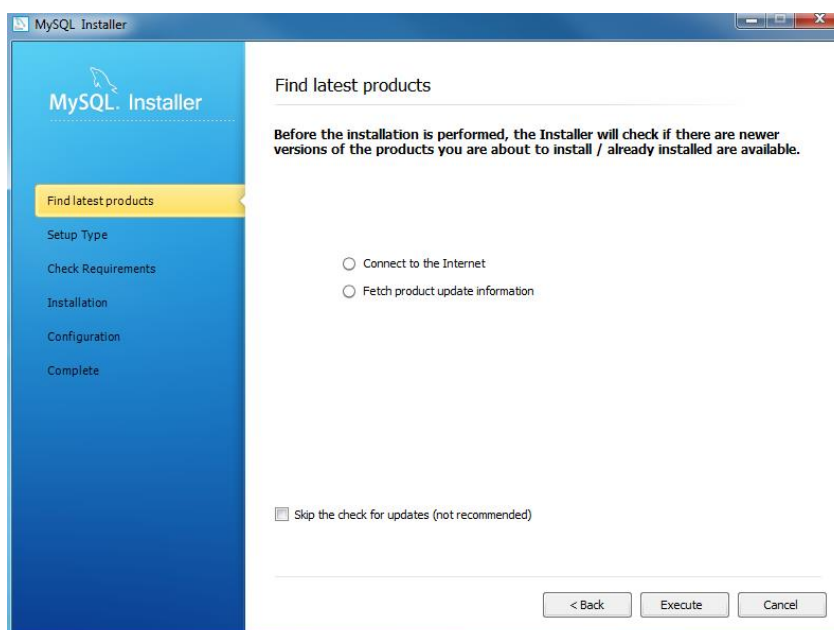 MySQL Installer
MySQL. Installer
Find latest products
Setup Type
Check Requirements
Installation
Configuration
Complete
Find latest products
Before the installation is performed, the Installer will check if there are newer
versions of the products you are about to install / already installed are available.
Connect to the Internet
Fetch product update information
Skip the check for updates (not recommended)
< Back
Execute
Cancel